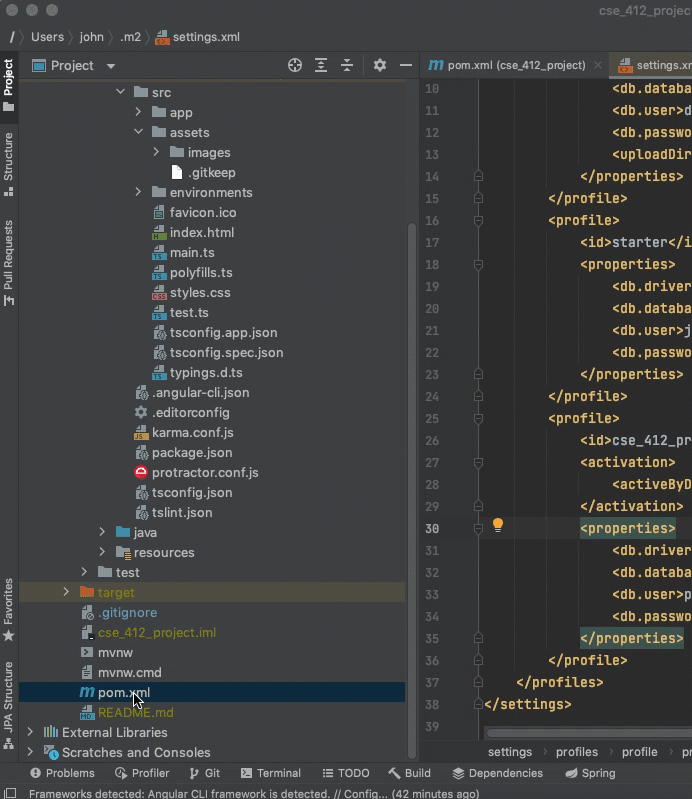 cse_412_projec
/ Users › john › .m2 › settings.xml
Project
Project
Structure
Pull Requests
Favorites
JPA Structure
src
app
assets
images
.gitkeep
environments
favicon.ico
index.html
main.ts
polyfills.ts
styles.css
test.ts
tsconfig.app.json
tsconfig.spec.json
typings.d.ts
.angular-cli.json
.editorconfig
karma.conf.js
package.json
protractor.conf.js
tsconfig.json
tslint.json
java
resources
test
target
.gitignore
cse_412_project.iml
mvnw
mvnw.cmd
pom.xml
README.md
External Libraries
Scratches and Consoles
pom.xml (cse_412_project) × settings.xm
10 <db.databa
11 <db.user>d
12 <db.passwo
13 <uploadDir
14 </properties>
15 </profile>
16 <profile>
17 <id>starter</i
18 <properties>
19 <db.driver
20 <db.databa
21 <db.user>j
22 <db.passwo
23 </properties>
24 </profile>
25 <profile>
26 <id>cse_412_pr
27 <activation>
28 <activeByD
29 </activation>
30 <properties>
31 <db.driver
32 <db.databa
33 <db.user>p
34 <db.passwo
35 </properties>
36 </profile>
37 </profiles>
38 </settings>
39
settings › profiles › profile › pr
Problems Profiler Git Terminal TODO Build Dependencies Spring
Frameworks detected: Angular CLI framework is detected. // Config... (42 minutes ago)